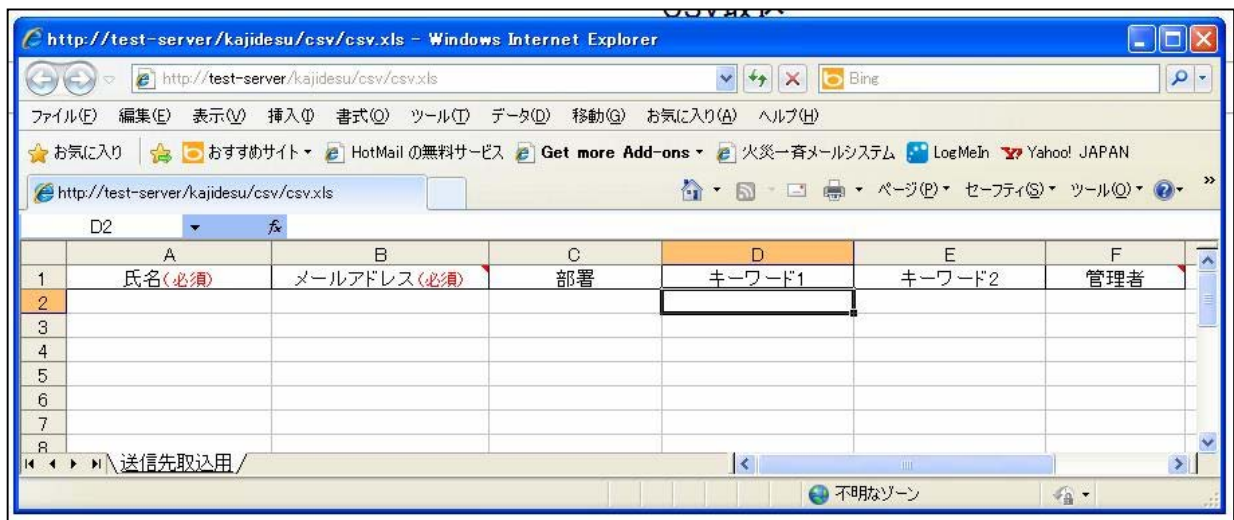 CSV取込
http://test-server/kajidesu/csv/csv.xls - Windows Internet Explorer
http://test-server/kajidesu/csv/csv.xls Bing
ファイル(F) 編集(E) 表示(V) 挿入(I) 書式(O) ツール(T) データ(D) 移動(G) お気に入り(A) ヘルプ(H)
お気に入り おすすめサイト HotMail の無料サービス Get more Add-ons 火災一斉メールシステム LogMeIn Yahoo! JAPAN
http://test-server/kajidesu/csv/csv.xls ページ(P) セーフティ(S) ツール(O) »
D2 fx
A B C D E F
1 氏名(必須) メールアドレス(必須) 部署 キーワード1 キーワード2 管理者
2
3
4
5
6
7
8
送信先取込用
不明なゾーン